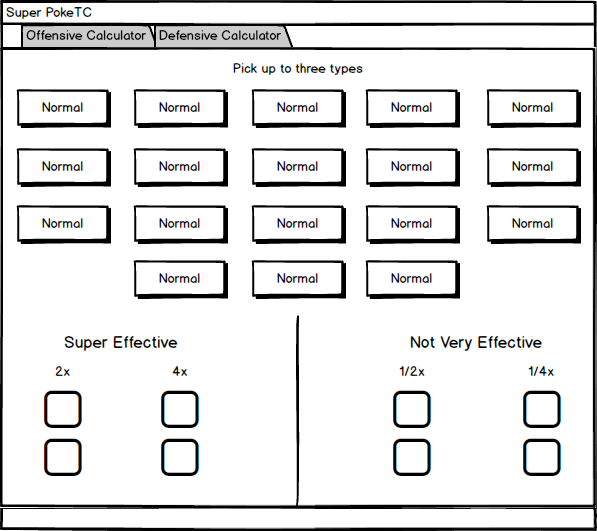 Super PokeTC
Offensive Calculator Defensive Calculator
Pick up to three types
Normal Normal Normal Normal Normal
Normal Normal Normal Normal Normal
Normal Normal Normal Normal Normal
Normal Normal Normal
Super Effective Not Very Effective
2x 4x 1/2x 1/4x